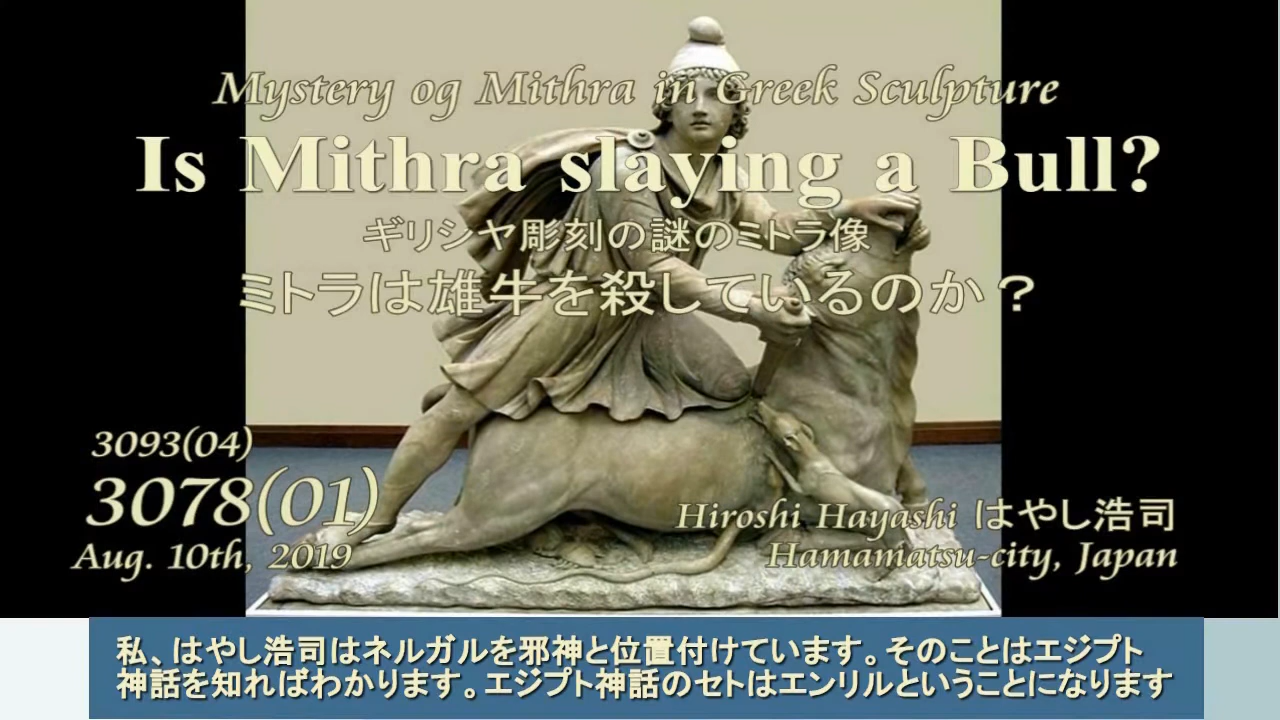 Mystery og Mithra in Greek Sculpture
Is Mithra slaying a Bull?
ギリシヤ彫刻の謎のミトラ像
ミトラは雄牛を殺しているのか？
3093(04)
3078(01)
Aug. 10th, 2019
Hiroshi Hayashi はやし浩司
Hamamatsu-city, Japan
私、はやし浩司はネルガルを邪神と位置付けています。そのことはエジプト
神話を知ればわかります。エジプト神話のセトはエンリルということになります